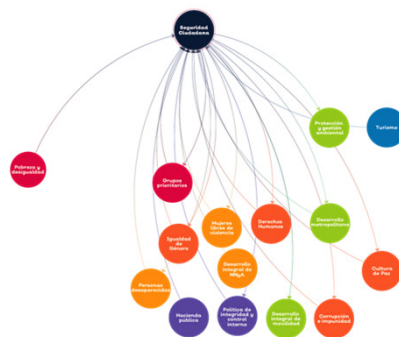 Seguridad
Ciudadana
Protección
y gestión
ambiental
Turismo
Pobreza y
desigualdad
Grupos
prioritarios
Mujeres
libres de
violencia
Derechos
Humanos
Desarrollo
metropolitano
Igualdad
de
Género
Desarrollo
integral de
NNyA
Cultura
de Paz
Personas
desaparecidas
Hacienda
pública
Política de
integridad y
control
interno
Desarrollo
integral de
movilidad
Corrupción
e impunidad